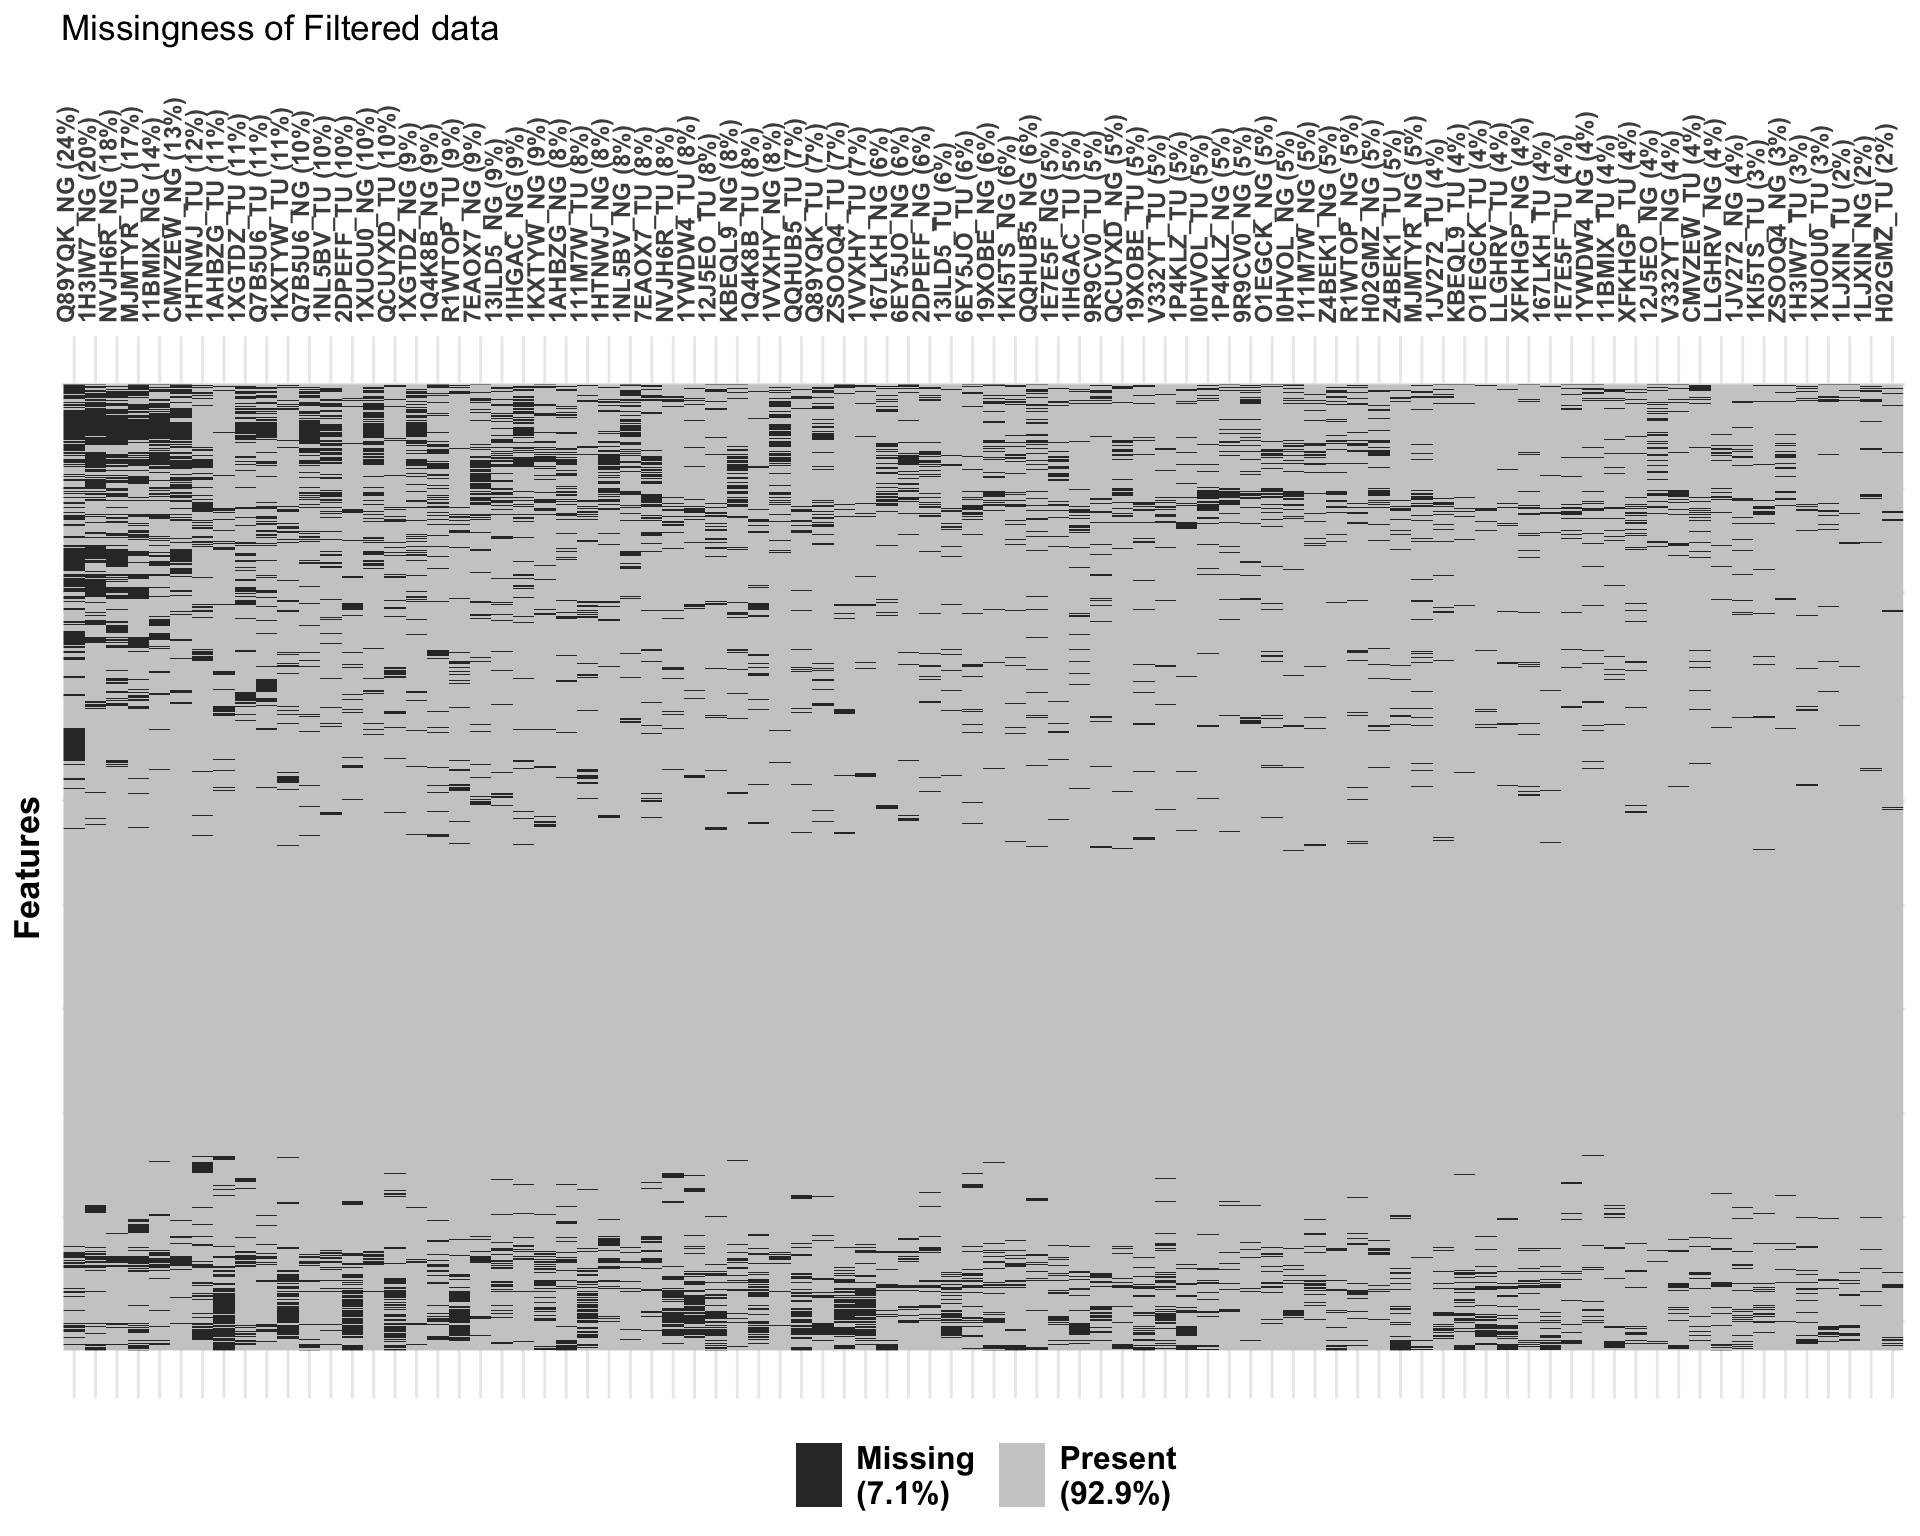 Missingness of Filtered data
Q89YQK_NG (24%)
1H3IW7_NG (20%)
NVJH6R_NG (18%)
MJMTYR_TU (17%)
11BMIX_NG (14%)
CMVZEW_NG (13%)
1HTNWJ_TU (12%)
1AHBZG_TU (11%)
1XGTDZ_TU (11%)
Q7B5U6_TU (11%)
1KXTYW_TU (11%)
Q7B5U6_NG (10%)
1NL5BV_TU (10%)
2DPEFF_TU (10%)
1XUOU0_NG (10%)
QCUYXD_TU (10%)
1XGTDZ_NG (9%)
1Q4K8B_NG (9%)
R1WTOP_TU (9%)
7EAOX7_NG (9%)
13ILD5_NG (9%)
1IHGAC_NG (9%)
1KXTYW_NG (9%)
1AHBZG_NG (8%)
111M7W_TU (8%)
1HTNWJ_NG (8%)
1NL5BV_NG (8%)
7EAOX7_TU (8%)
NVJH6R_TU (8%)
1YWDW4_TU (8%)
12J5EO_TU (8%)
KBEQL9_NG (8%)
1Q4K8B_TU (8%)
1VVXHY_NG (8%)
QQHUB5_TU (7%)
Q89YQK_TU (7%)
ZSOOQ4_TU (7%)
1VVXHY_TU (7%)
167LKH_NG (6%)
6EY5JO_NG (6%)
2DPEFF_NG (6%)
13ILD5_TU (6%)
6EY5JO_TU (6%)
19XOBE_NG (6%)
1KI5TS_NG (6%)
QQHUB5_NG (6%)
1E7E5F_NG (5%)
1IHGAC_TU (5%)
9R9CV0_TU (5%)
QCUYXD_NG (5%)
19XOBE_TU (5%)
V332YT_TU (5%)
1P4KLZ_TU (5%)
I0HVOL_TU (5%)
1P4KLZ_NG (5%)
9R9CV0_NG (5%)
O1EGCK_NG (5%)
I0HVOL_NG (5%)
111M7W_NG (5%)
Z4BEK1_NG (5%)
R1WTOP_NG (5%)
H02GMZ_NG (5%)
Z4BEK1_TU (5%)
MJMTYR_NG (5%)
1JV272_TU (4%)
KBEQL9_TU (4%)
O1EGCK_TU (4%)
LLGHRV_TU (4%)
XFKHGP_NG (4%)
167LKH_TU (4%)
1E7E5F_TU (4%)
1YWDW4_NG (4%)
11BMIX_TU (4%)
XFKHGP_TU (4%)
12J5EO_NG (4%)
V332YT_NG (4%)
CMVZEW_TU (4%)
LLGHRV_NG (4%)
1JV272_NG (4%)
1KI5TS_TU (3%)
ZSOOQ4_NG (3%)
1H3IW7_TU (3%)
1XUOU0_TU (3%)
1LJXIN_TU (2%)
1LJXIN_NG (2%)
H02GMZ_TU (2%)
Features
Missing
(7.1%)
Present
(92.9%)